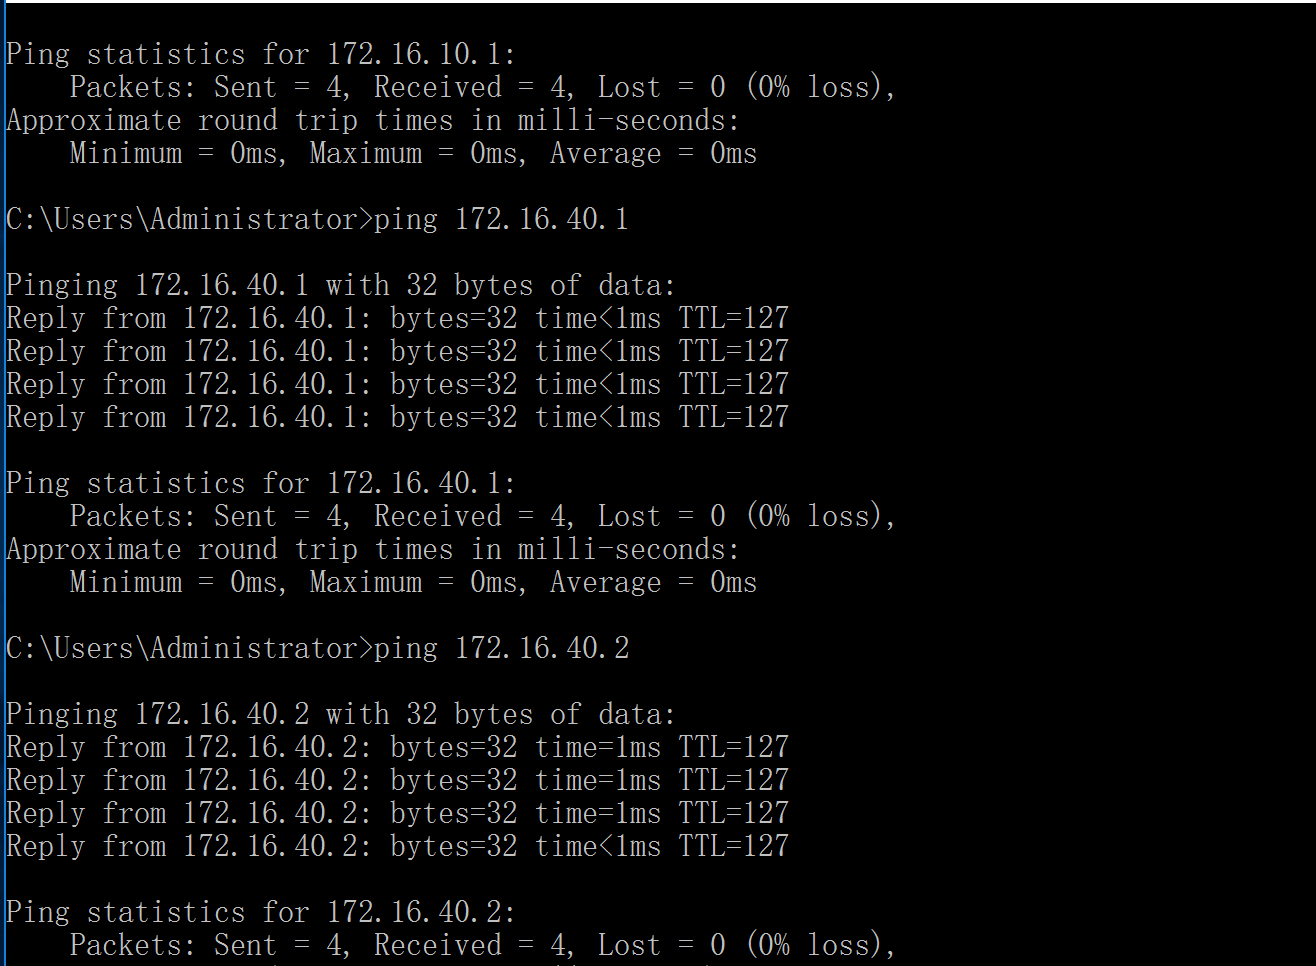 Ping statistics for 172.16.10.1:
    Packets: Sent = 4, Received = 4, Lost = 0 (0% loss),
Approximate round trip times in milli-seconds:
    Minimum = 0ms, Maximum = 0ms, Average = 0ms
C:\Users\Administrator>ping 172.16.40.1
Pinging 172.16.40.1 with 32 bytes of data:
Reply from 172.16.40.1: bytes=32 time<1ms TTL=127
Reply from 172.16.40.1: bytes=32 time<1ms TTL=127
Reply from 172.16.40.1: bytes=32 time<1ms TTL=127
Reply from 172.16.40.1: bytes=32 time<1ms TTL=127
Ping statistics for 172.16.40.1:
    Packets: Sent = 4, Received = 4, Lost = 0 (0% loss),
Approximate round trip times in milli-seconds:
    Minimum = 0ms, Maximum = 0ms, Average = 0ms
C:\Users\Administrator>ping 172.16.40.2
Pinging 172.16.40.2 with 32 bytes of data:
Reply from 172.16.40.2: bytes=32 time=1ms TTL=127
Reply from 172.16.40.2: bytes=32 time=1ms TTL=127
Reply from 172.16.40.2: bytes=32 time=1ms TTL=127
Reply from 172.16.40.2: bytes=32 time<1ms TTL=127
Ping statistics for 172.16.40.2:
    Packets: Sent = 4, Received = 4, Lost = 0 (0% loss),